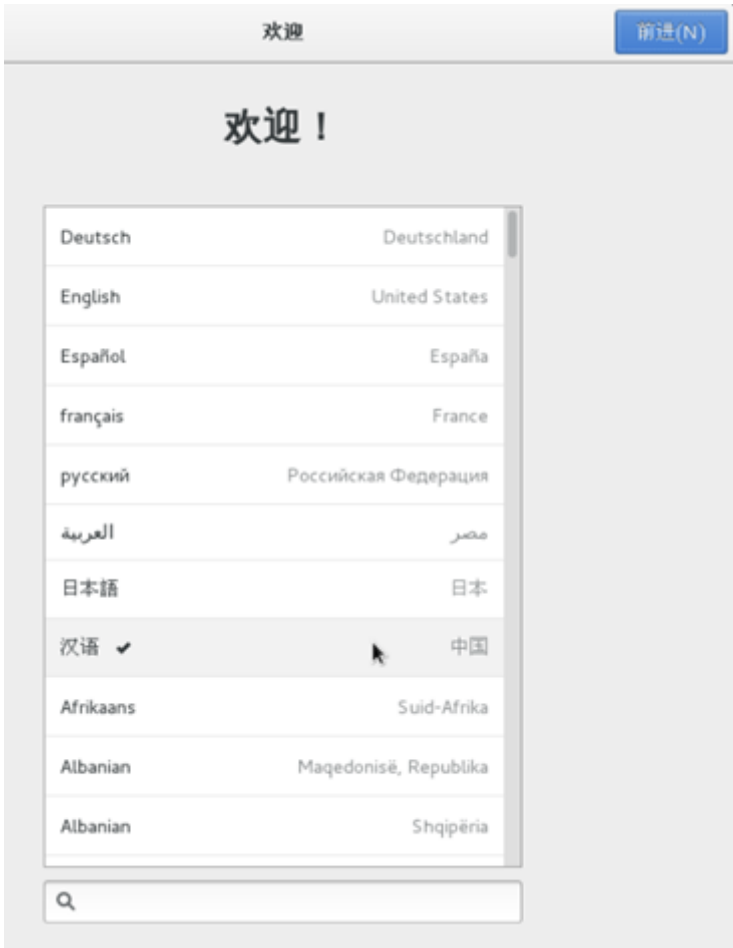 欢迎
前进(N)
欢迎！
Deutsch Deutschland
English United States
Español España
français France
русский Российская Федерация
العربية مصر
日本語 日本
汉语 ✔ 中国
Afrikaans Suid-Afrika
Albanian Maqedonisë, Republika
Albanian Shqipëria